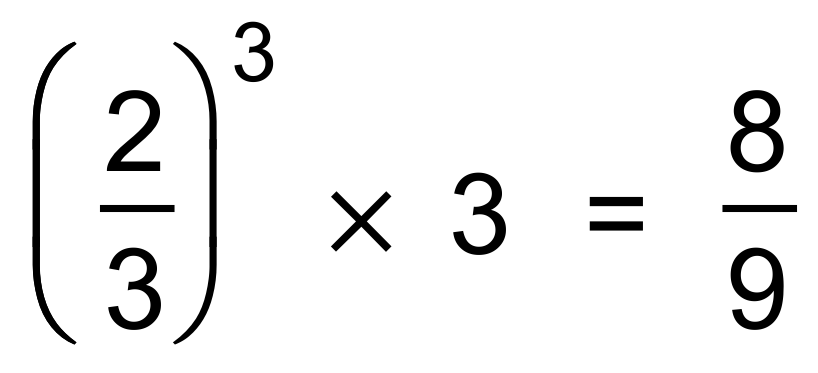 (2/3)³ × 3 = 8/9